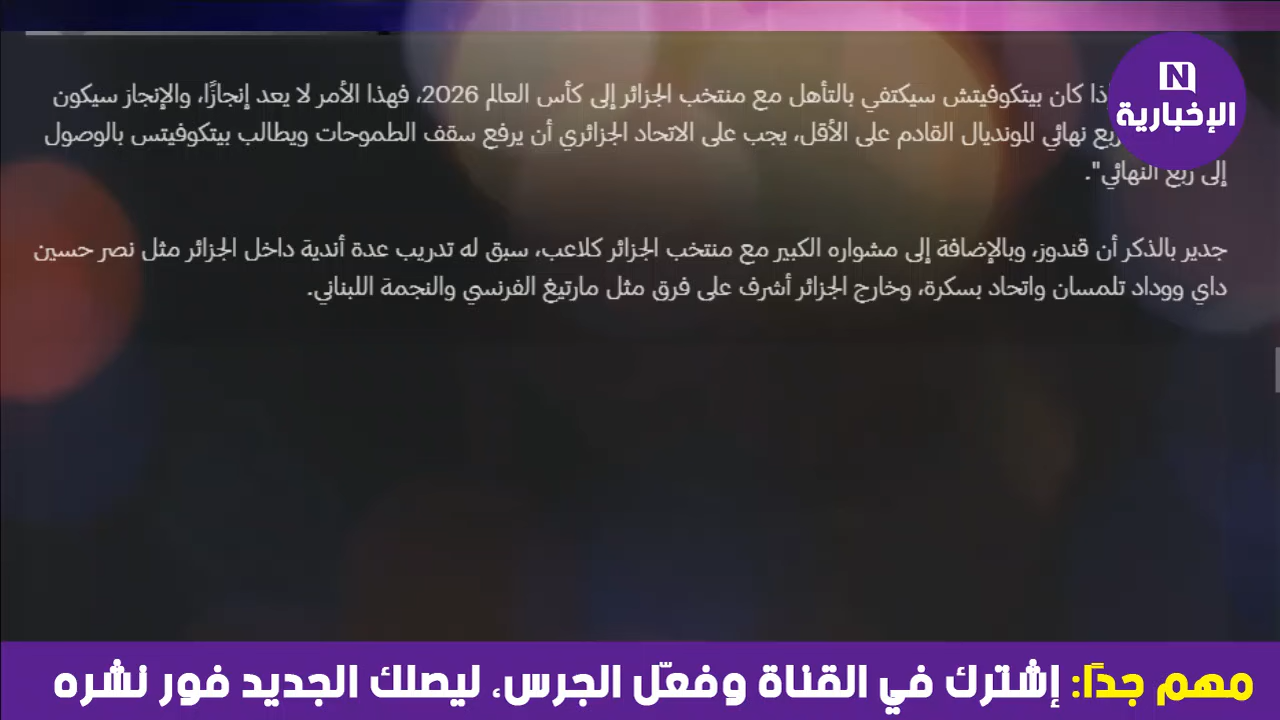 إذا كان بيتكوفيتش سيكتفي بالتأهل مع منتخب الجزائر إلى كأس العالم 2026، فهذا الأمر لا يعد إنجازًا، والإنجاز سيكون
ربع نهائي المونديال القادم على الأقل، يجب على الاتحاد الجزائري أن يرفع سقف الطموحات ويطالب بيتكوفيتس بالوصول
إلى ربع النهائي".
جدير بالذكر أن قندوز، وبالإضافة إلى مشواره الكبير مع منتخب الجزائر كلاعب، سبق له تدريب عدة أندية داخل الجزائر مثل نصر حسين
داي ووداد تلمسان واتحاد بسكرة، وخارج الجزائر أشرف على فرق مثل مارتيغ الفرنسي والنجمة اللبناني.
N
الإخبارية
مهم جدًا: إشترك في القناة وفعّل الجرس، ليصلك الجديد فور نشره